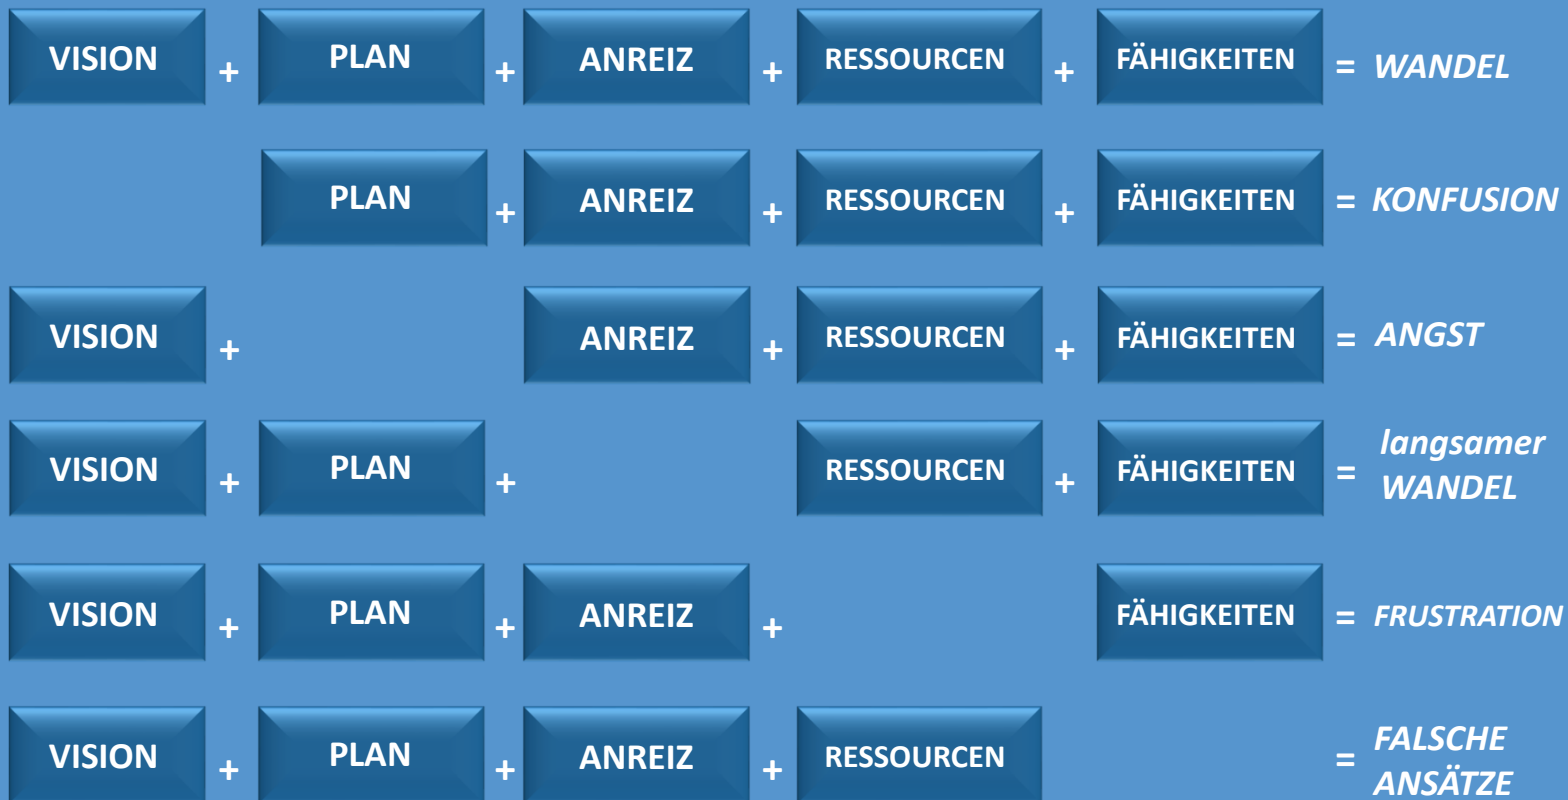 VISION + PLAN + ANREIZ + RESSOURCEN + FÄHIGKEITEN = WANDEL
PLAN + ANREIZ + RESSOURCEN + FÄHIGKEITEN = KONFUSION
VISION + ANREIZ + RESSOURCEN + FÄHIGKEITEN = ANGST
VISION + PLAN + RESSOURCEN + FÄHIGKEITEN = langsamer
WANDEL
VISION + PLAN + ANREIZ + FÄHIGKEITEN = FRUSTRATION
VISION + PLAN + ANREIZ + RESSOURCEN = FALSCHE
ANSÄTZE